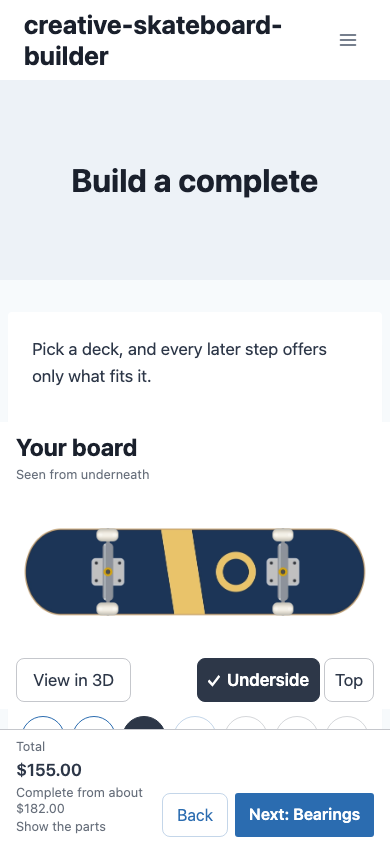 creative-skateboard-
builder
Build a complete
Pick a deck, and every later step offers
only what fits it.
Your board
Seen from underneath
View in 3D
Underside
Top
Total
$155.00
Complete from about
$182.00
Show the parts
Back
Next: Bearings